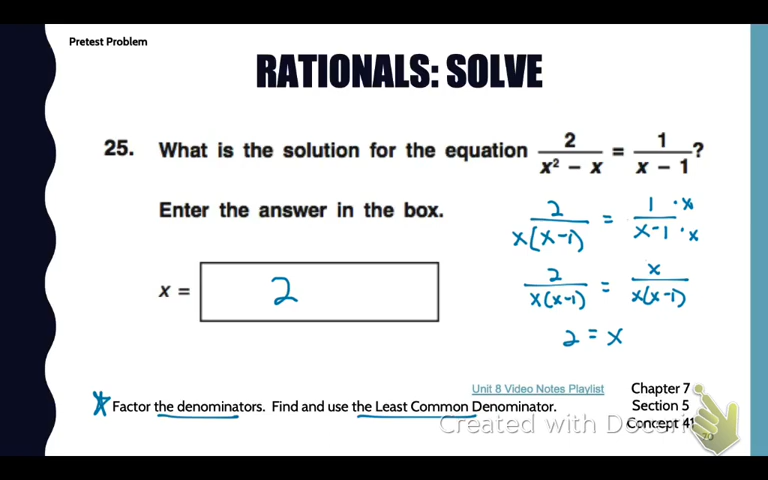 Pretest Problem
RATIONALS: SOLVE
25. What is the solution for the equation 2/(x² − x) = 1/(x − 1)?
Enter the answer in the box.
x = 2
2/(x(x-1)) = (1 · x)/(x-1 · x)
2/(x(x-1)) = x/(x(x-1))
2 = x
Unit 8 Video Notes Playlist
Factor the denominators. Find and use the Least Common Denominator.
Chapter 7
Section 5
Concept 41
Created with